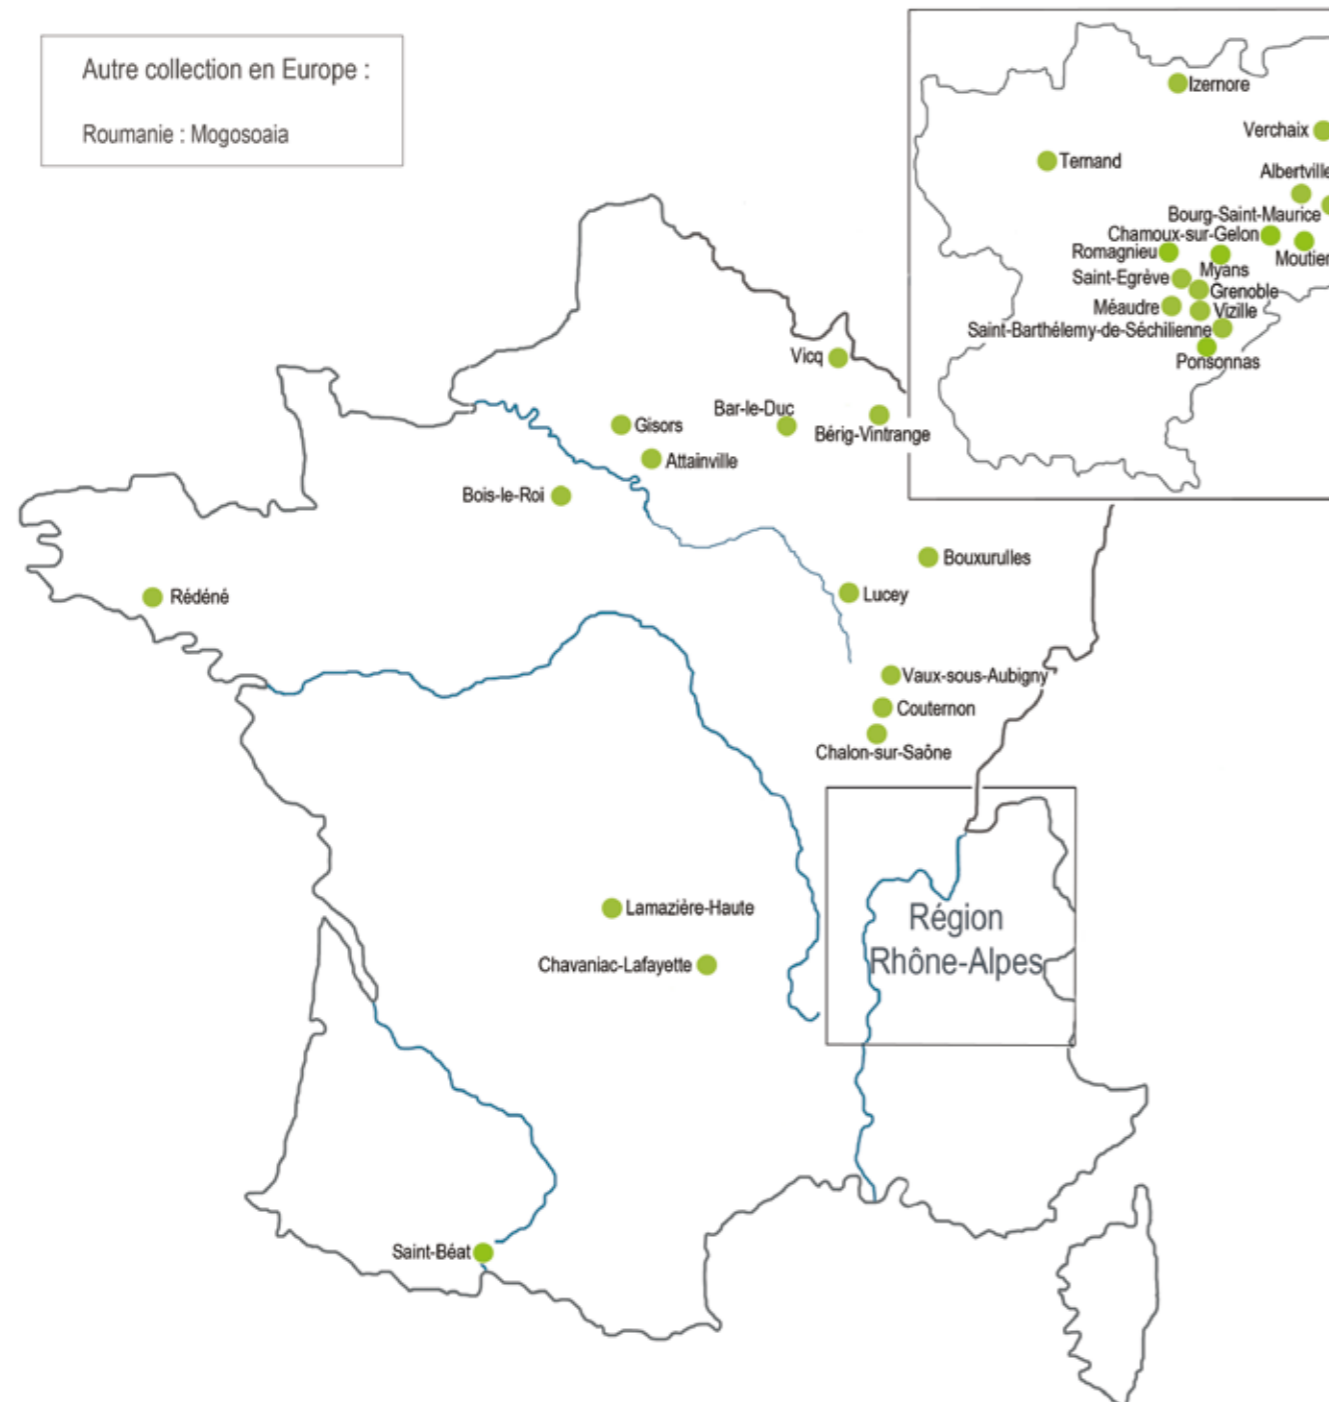 Autre collection en Europe :
Roumanie : Mogosoaia
Izernore
Verchaix
Ternand
Albertville
Bourg-Saint-Maurice
Chamoux-sur-Gelon
Romagnieu
Moutier
Myans
Saint-Egrève
Grenoble
Méaudre
Vizille
Saint-Barthélemy-de-Séchilienne
Ponsonnas
Vicq
Bar-le-Duc
Gisors
Bérig-Vintrange
Attainville
Bois-le-Roi
Bouxurulles
Rédéné
Lucey
Vaux-sous-Aubigny
Couternon
Chalon-sur-Saône
Lamazière-Haute
Région
Rhône-Alpes
Chavaniac-Lafayette
Saint-Béat